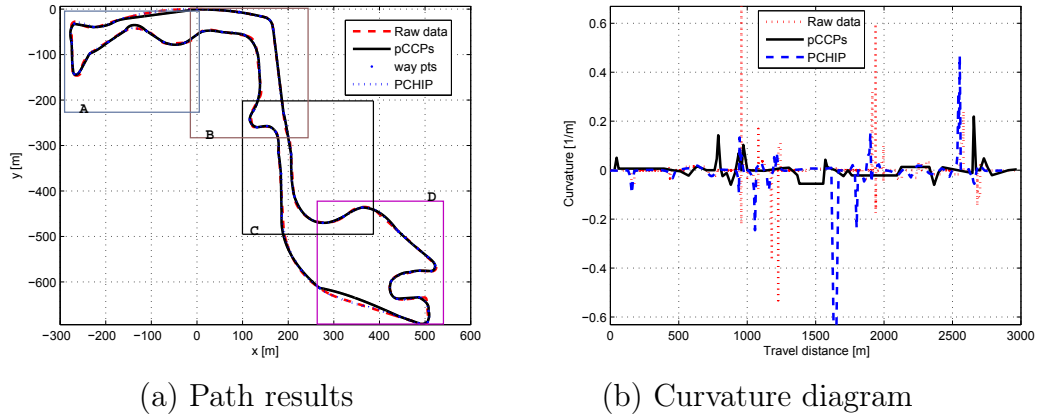 0
−100
−200
−300
−400
−500
−600
−300 −200 −100 0 100 200 300 400 500 600
x [m]
y [m]
Raw data
pCCPs
way pts
PCHIP
A
B
C
D
(a) Path results
0.6
0.4
0.2
0
−0.2
−0.4
−0.6
0 500 1000 1500 2000 2500 3000
Travel distance [m]
Curvature [1/m]
Raw data
pCCPs
PCHIP
(b) Curvature diagram